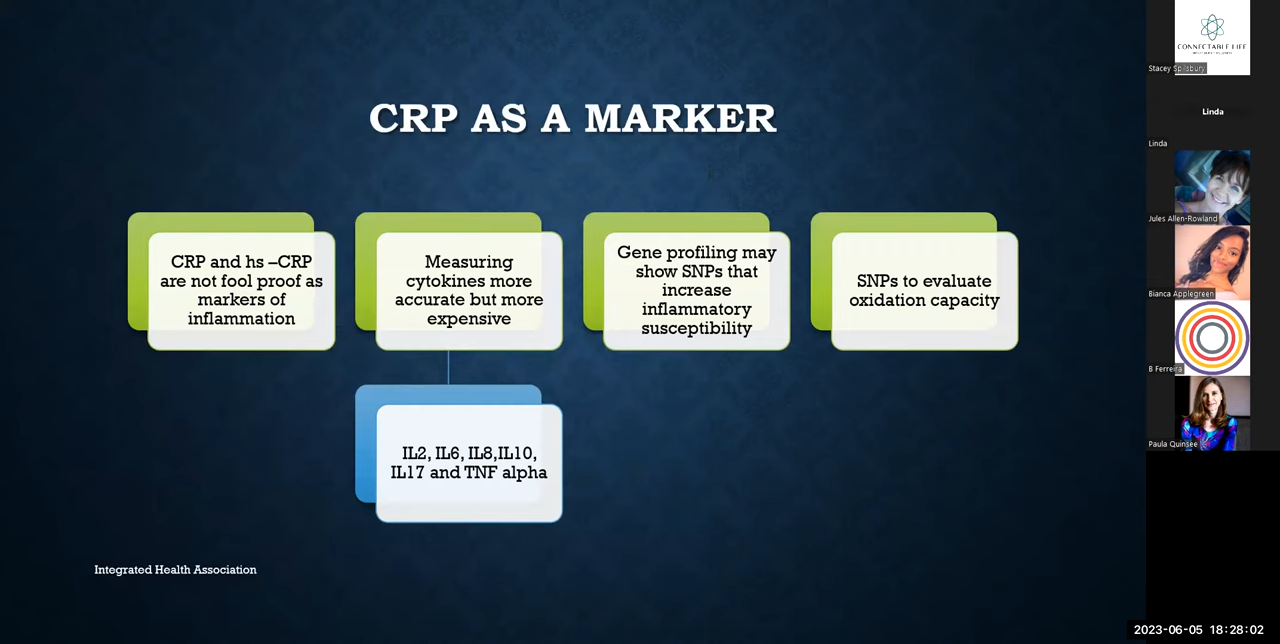 CRP AS A MARKER
CRP and hs –CRP
are not fool proof as
markers of
inflammation
Measuring
cytokines more
accurate but more
expensive
Gene profiling may
show SNPs that
increase
inflammatory
susceptibility
SNPs to evaluate
oxidation capacity
IL2, IL6, IL8,IL10,
IL17 and TNF alpha
Integrated Health Association
CONNECTABLE LIFE
Stacey Spilsbury
Linda
Linda
Jules Allen-Rowland
Bianca Applegreen
B Ferreira
Paula Quinsee
2023-06-05 18:28:02